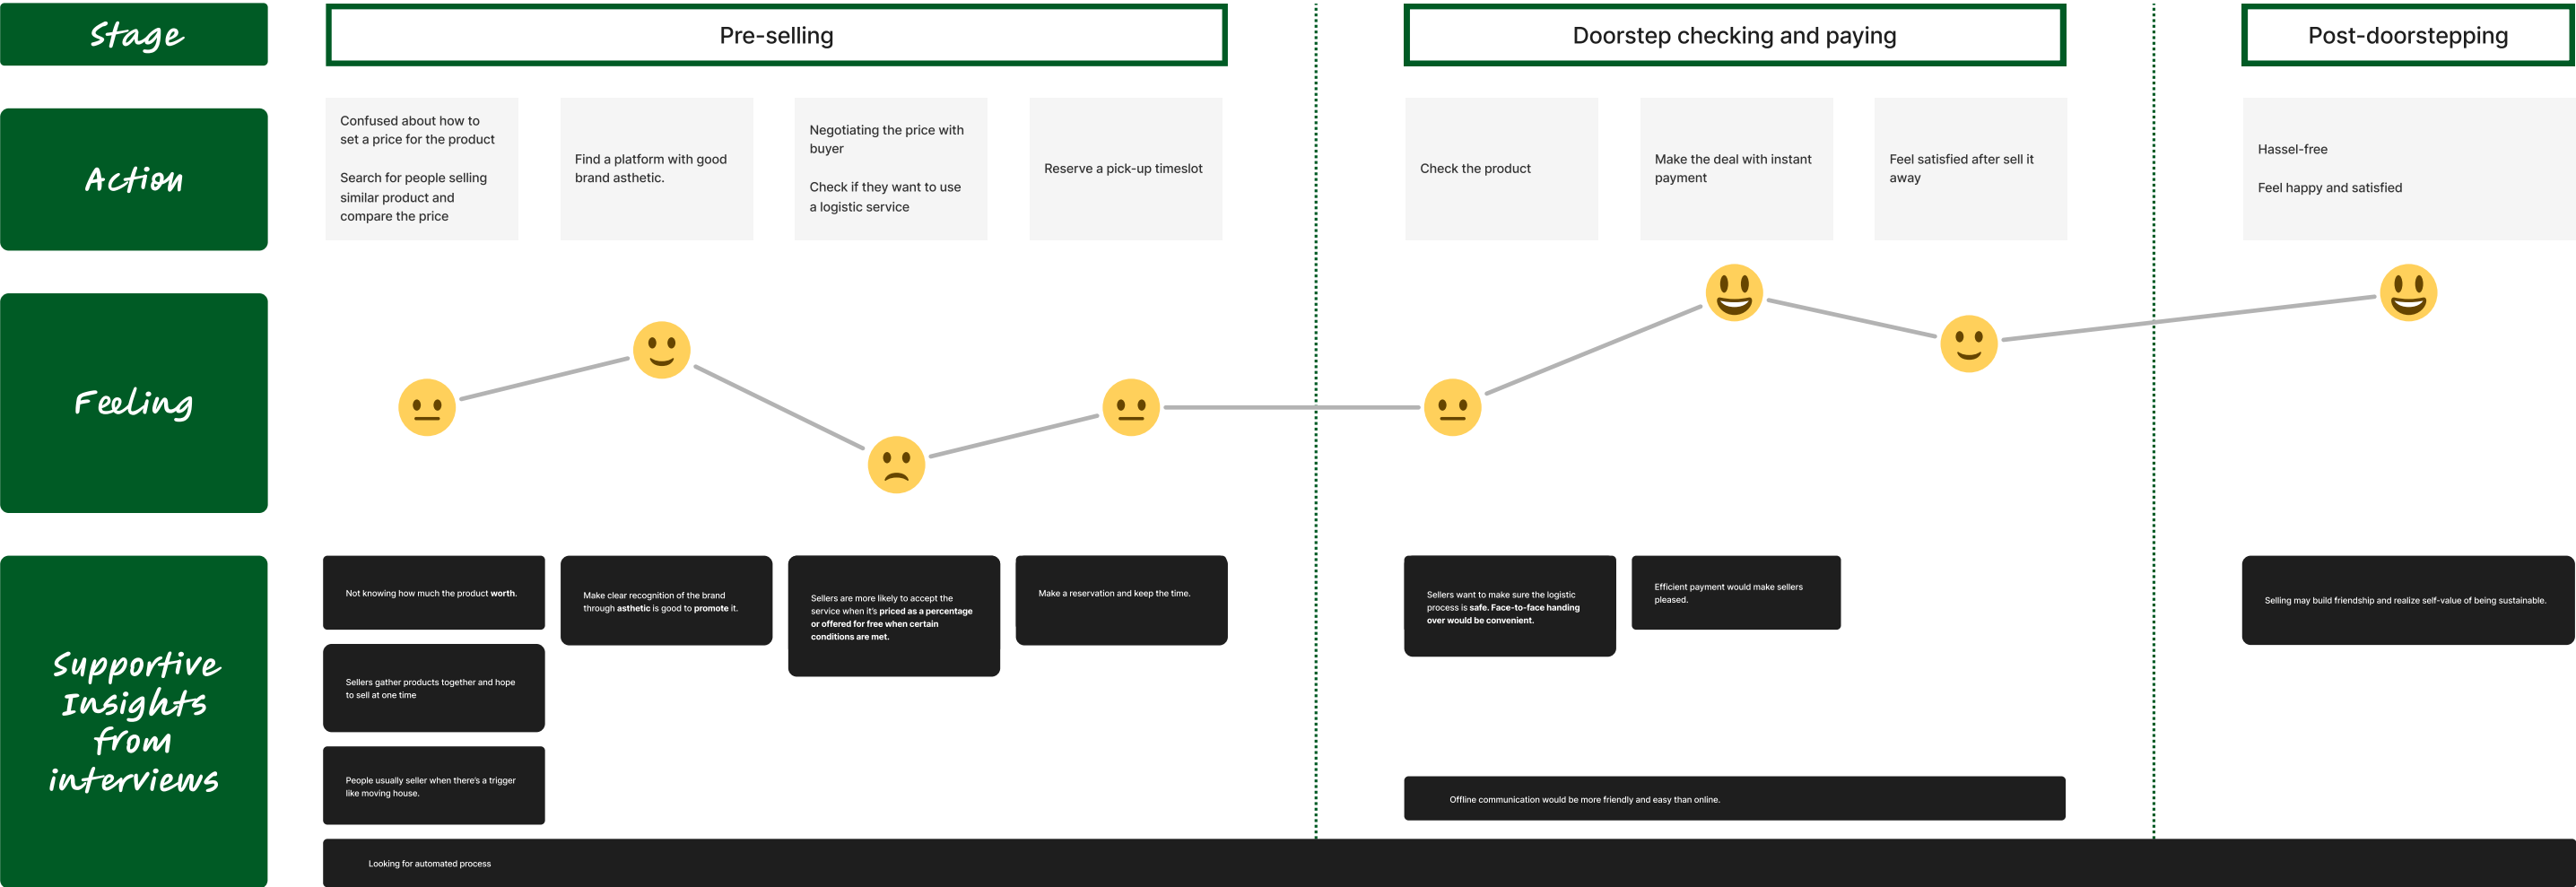 Stage
Pre-selling
Doorstep checking and paying
Post-doorstepping
Action
Confused about how to
set a price for the product
Search for people selling
similar product and
compare the price
Find a platform with good
brand asthetic.
Negotiating the price with
buyer
Check if they want to use
a logistic service
Reserve a pick-up timeslot
Check the product
Make the deal with instant
payment
Feel satisfied after sell it
away
Hassel-free
Feel happy and satisfied
Feeling
Supportive
Insights
from
interviews
Not knowing how much the product worth.
Sellers gather products together and hope
to sell at one time
People usually seller when there's a trigger
like moving house.
Make clear recognition of the brand
through asthetic is good to promote it.
Sellers are more likely to accept the
service when it's priced as a percentage
or offered for free when certain
conditions are met.
Make a reservation and keep the time.
Sellers want to make sure the logistic
process is safe. Face-to-face handing
over would be convenient.
Efficient payment would make sellers
pleased.
Offline communication would be more friendly and easy than online.
Selling may build friendship and realize self-value of being sustainable.
Looking for automated process